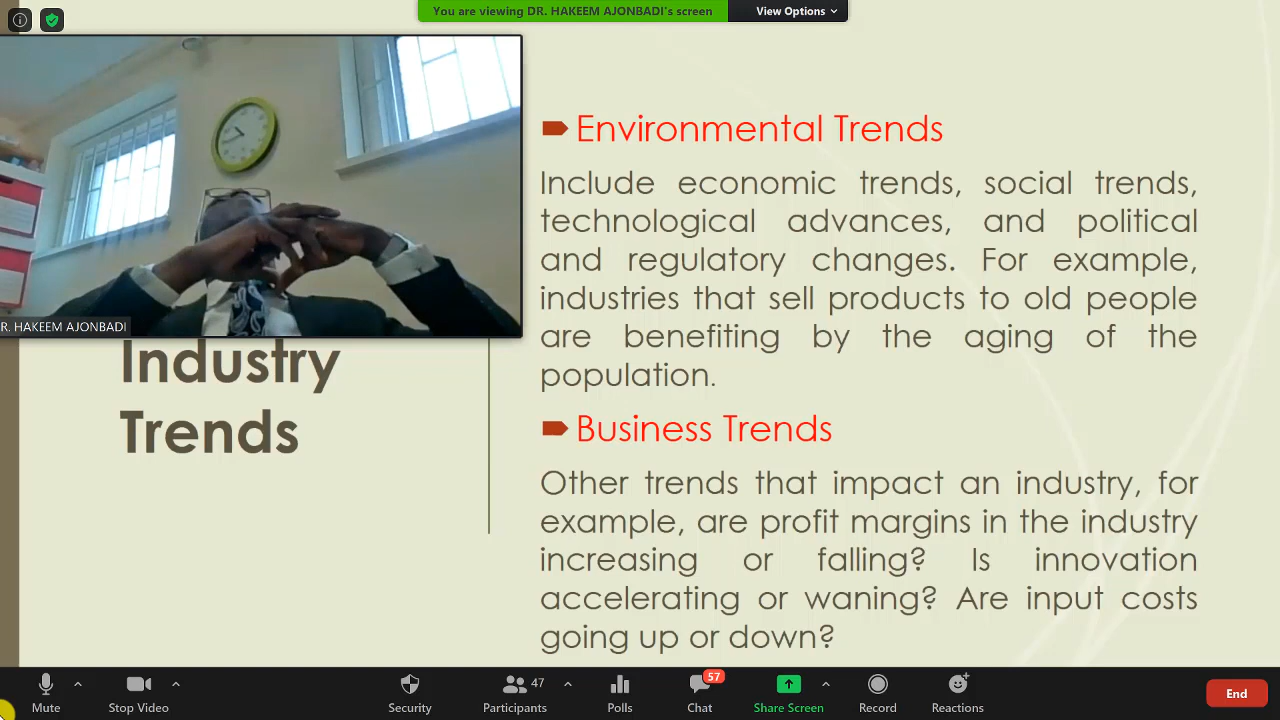 You are viewing DR. HAKEEM AJONBADI's screen
View Options
R. HAKEEM AJONBADI
Industry
Trends
Environmental Trends
Include economic trends, social trends,
technological advances, and political
and regulatory changes. For example,
industries that sell products to old people
are benefiting by the aging of the
population.
Business Trends
Other trends that impact an industry, for
example, are profit margins in the industry
increasing or falling? Is innovation
accelerating or waning? Are input costs
going up or down?
Mute
Stop Video
Security
47
Participants
Polls
57
Chat
Share Screen
Record
Reactions
End